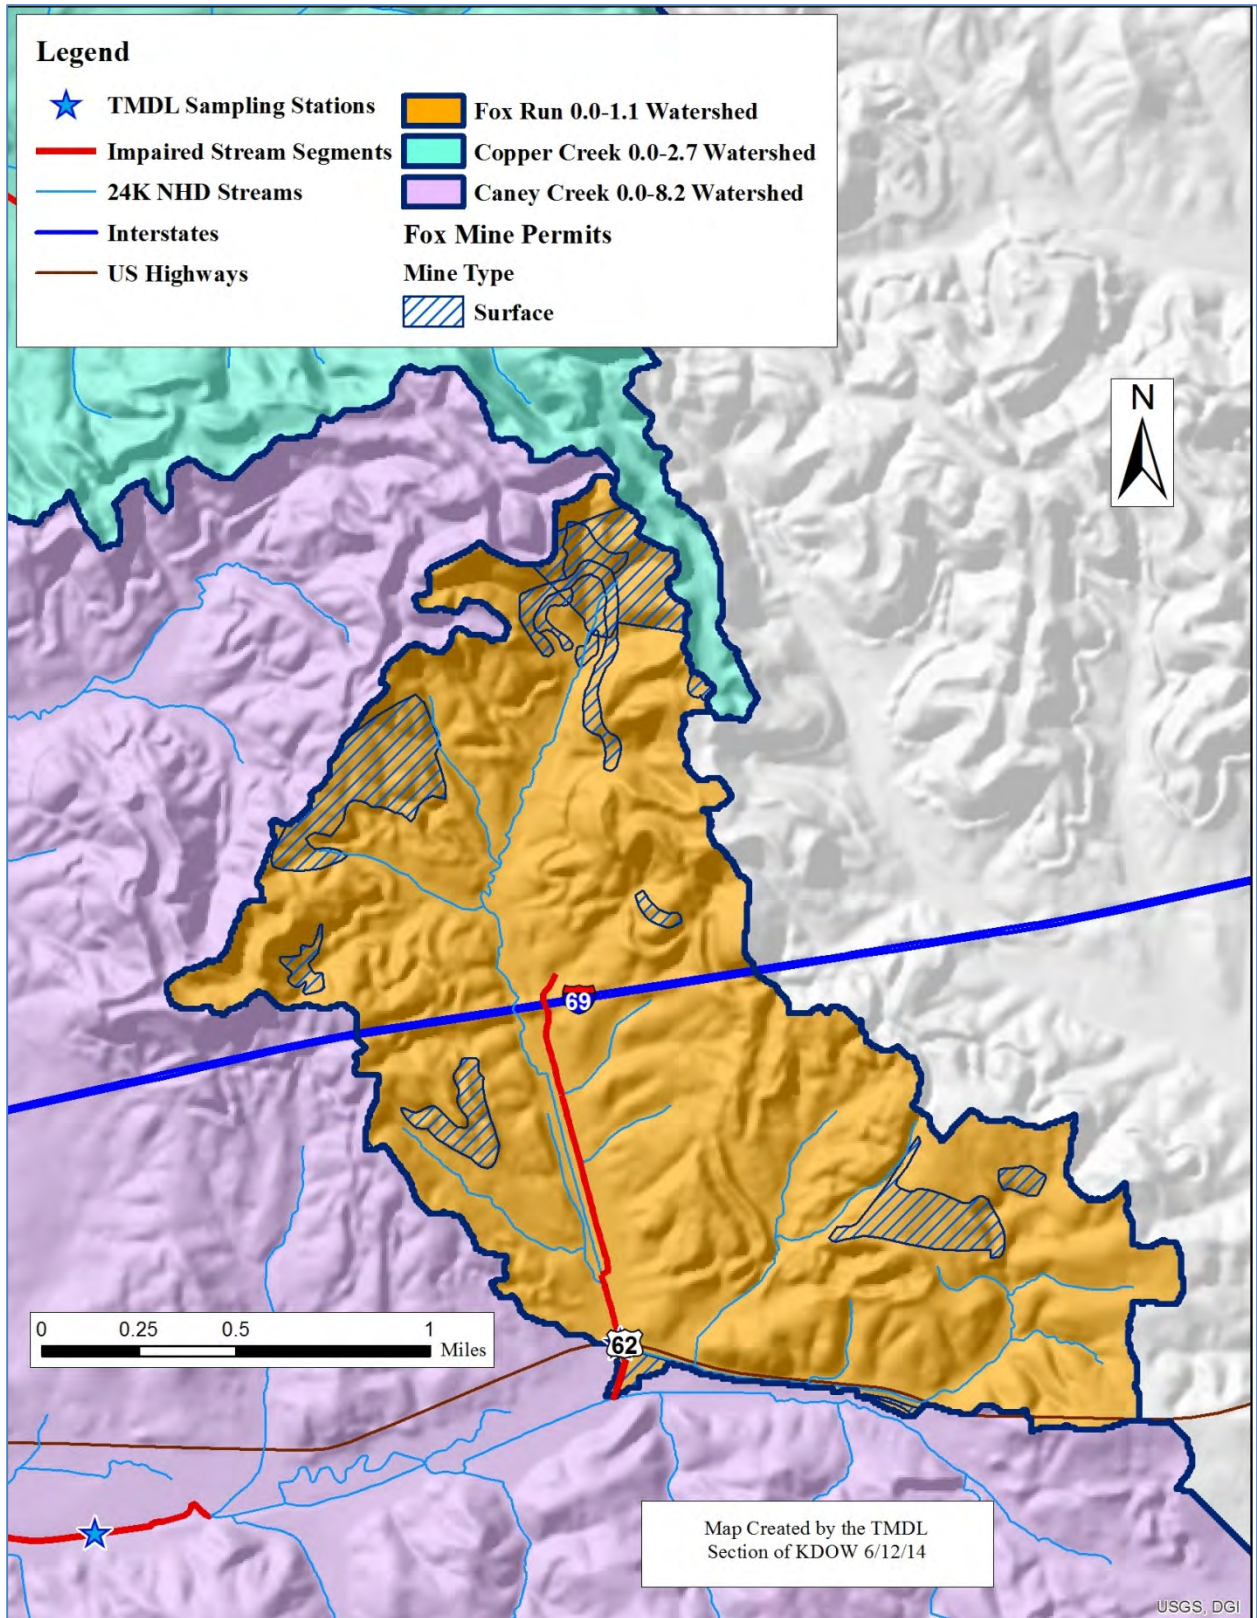 Legend
TMDL Sampling Stations
Impaired Stream Segments
24K NHD Streams
Interstates
US Highways
Fox Run 0.0-1.1 Watershed
Copper Creek 0.0-2.7 Watershed
Caney Creek 0.0-8.2 Watershed
Fox Mine Permits
Mine Type
Surface
N
69
62
0 0.25 0.5 1
Miles
Map Created by the TMDL
Section of KDOW 6/12/14
USGS, DGI